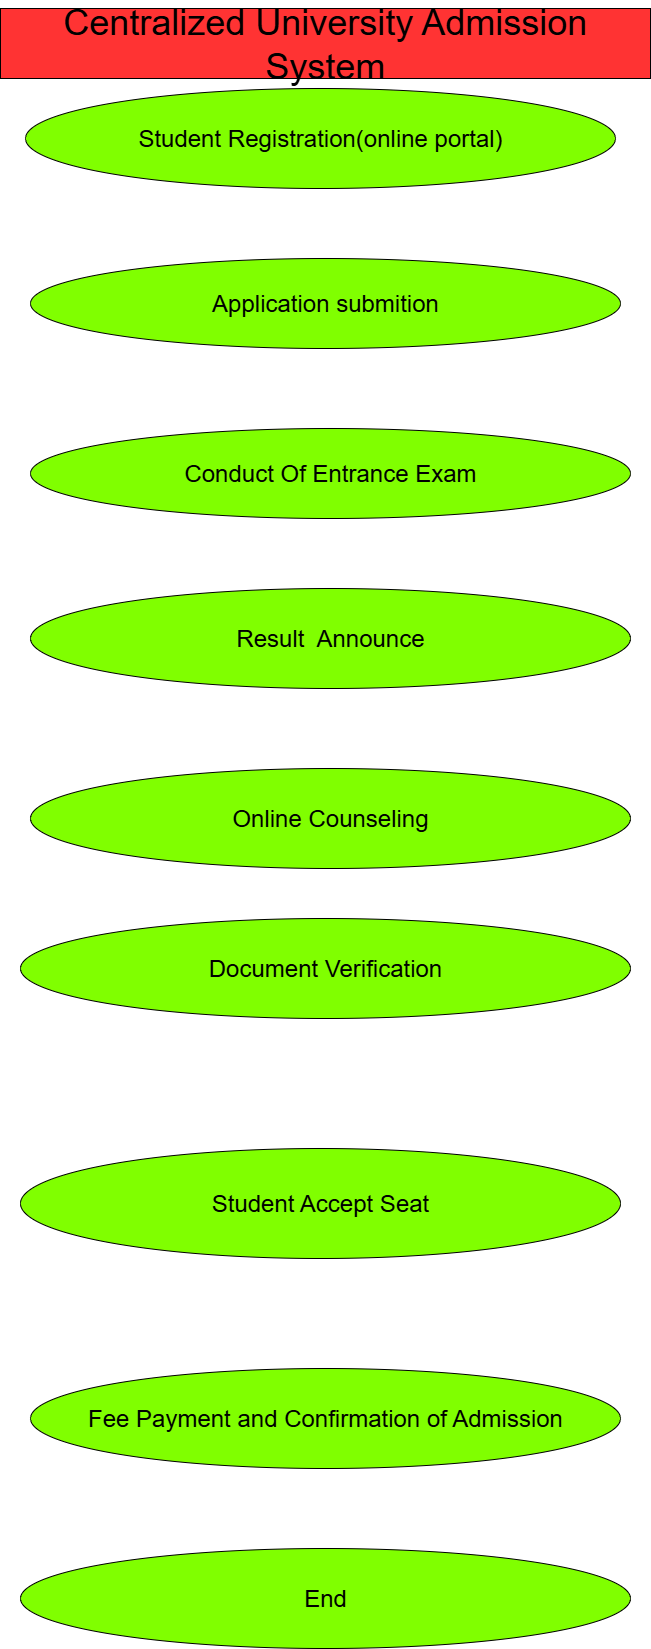 Centralized University Admission
System
Student Registration(online portal)
Application submition
Conduct Of Entrance Exam
Result  Announce
Online Counseling
Document Verification
Student Accept Seat
Fee Payment and Confirmation of Admission
End